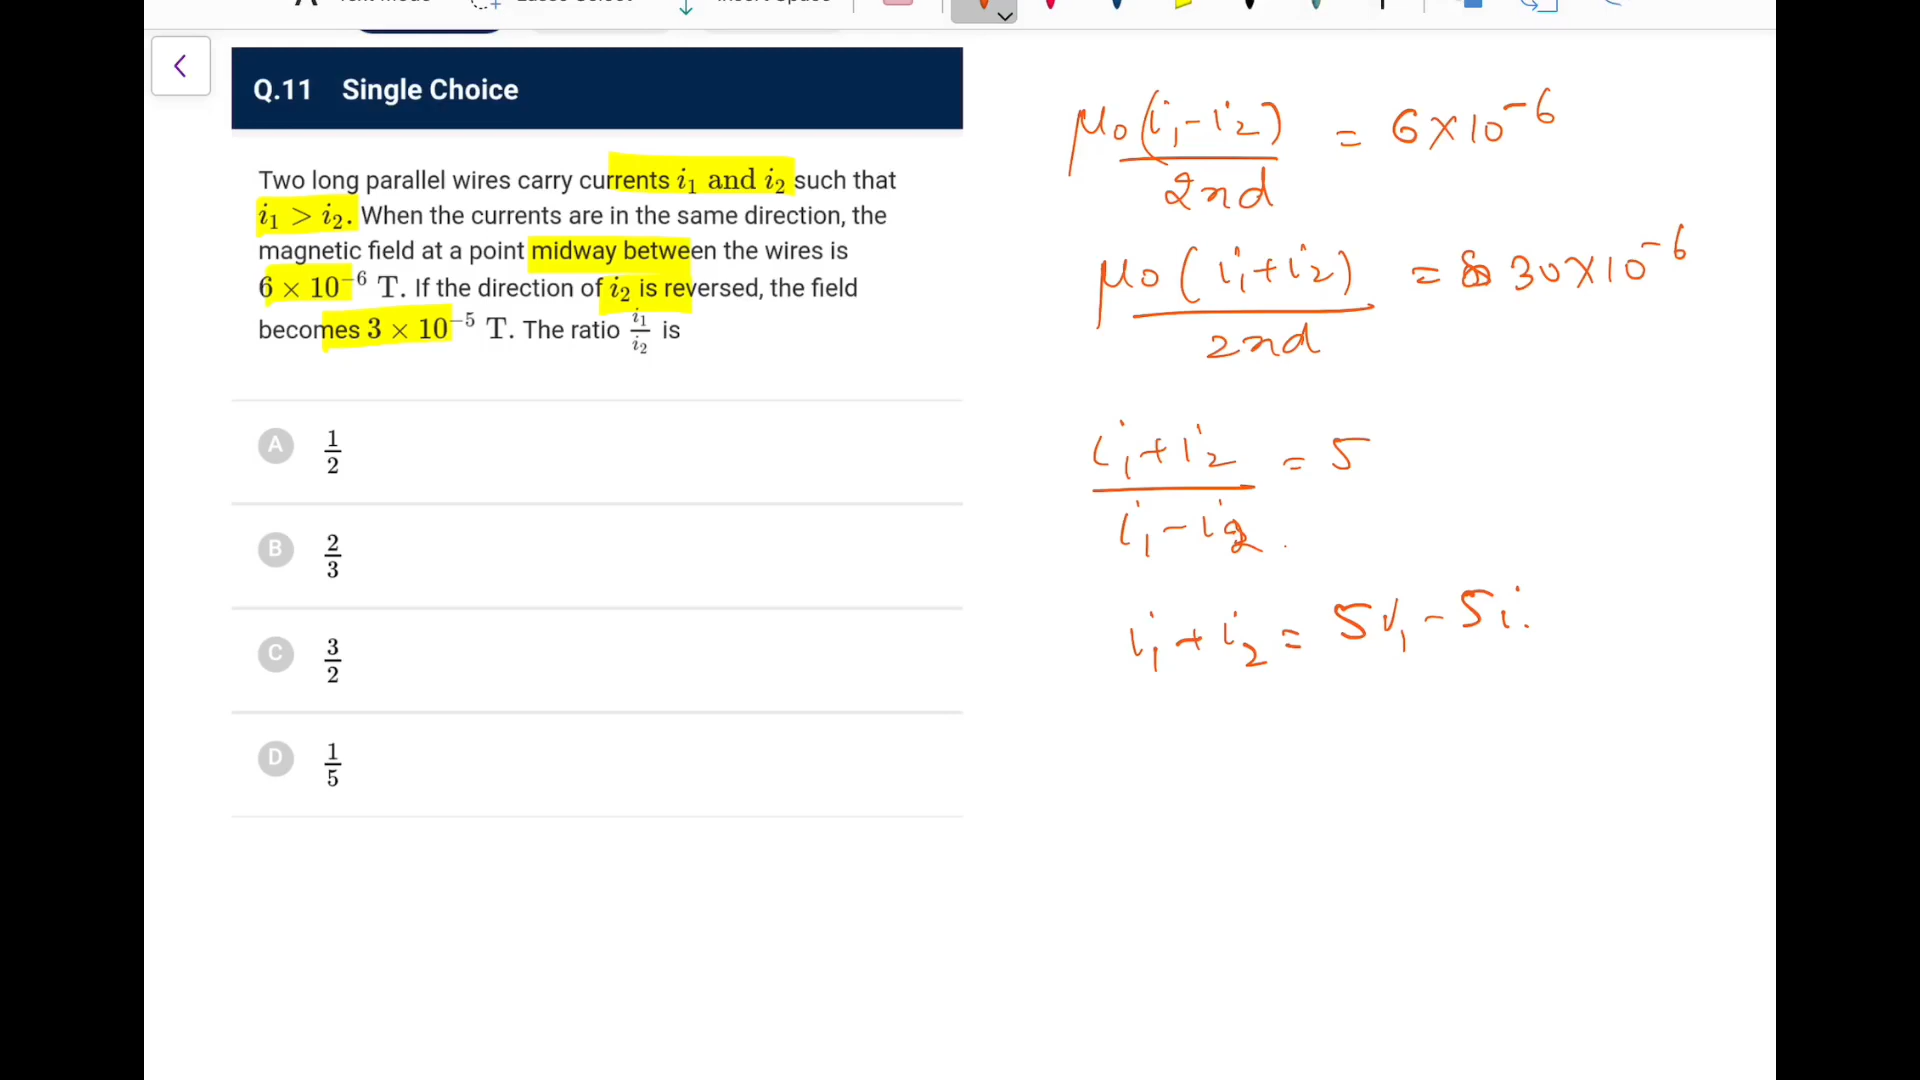 Q.11 Single Choice
Two long parallel wires carry currents i₁ and i₂ such that
i₁ > i₂. When the currents are in the same direction, the
magnetic field at a point midway between the wires is
6 × 10⁻⁶ T. If the direction of i₂ is reversed, the field
becomes 3 × 10⁻⁵ T. The ratio i₁/i₂ is
A 1/2
B 2/3
C 3/2
D 1/5
μ₀(i₁-i₂)/2πd = 6×10⁻⁶
μ₀(i₁+i₂)/2πd = 30×10⁻⁶
(i₁+i₂)/(i₁-i₂) = 5
i₁+i₂ = 5i₁-5i